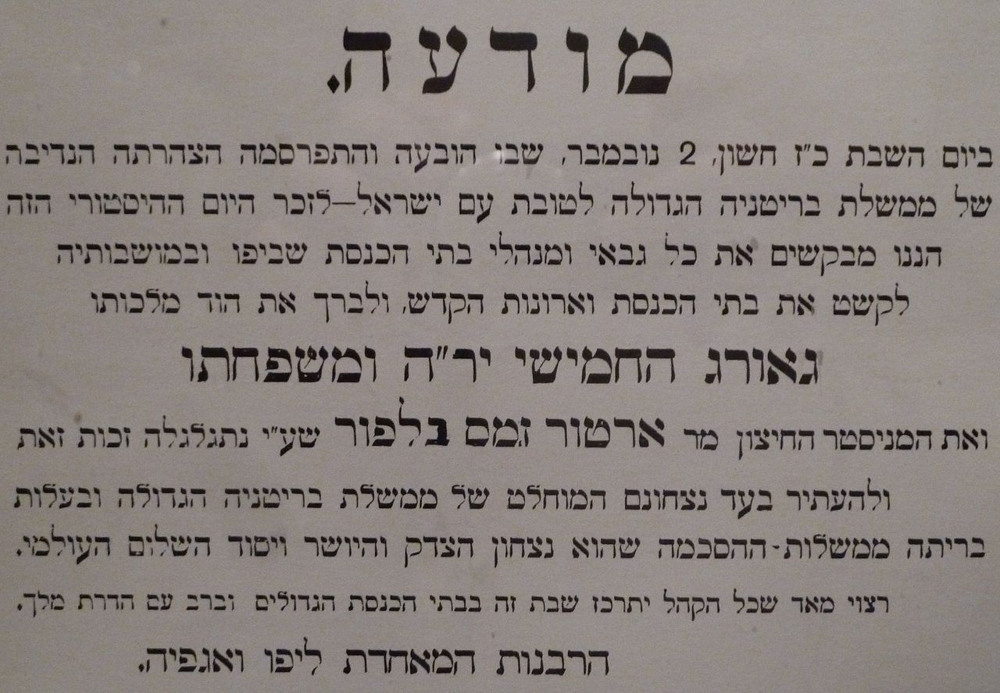 מודעה.
ביום השבת כ"ז חשון, 2 נובמבר, שבו הובעה והתפרסמה הצהרתה הנדיבה
של ממשלת בריטניה הגדולה לטובת עם ישראל—לזכר היום ההיסטורי הזה
הננו מבקשים את כל גבאי ומנהלי בתי הכנסת שביפו ובמושבותיה
לקשט את בתי הכנסת וארונות הקדש, ולברך את הוד מלכותו
גאורג החמישי יר"ה ומשפחתו
ואת המניסטר החיצון מר ארטור זמס בלפור שע"י נתגלגלה זכות זאת
ולהעתיר בעד נצחונם המוחלט של ממשלת בריטניה הגדולה ובעלות
בריתה ממשלות-ההסכמה שהוא נצחון הצדק והיושר ויסוד השלום העולמי.
רצוי מאד שכל הקהל יתרכז שבת זה בבתי הכנסת הגדולים וברב עם הדרת מלך.
הרבנות המאחדת ליפו ואגפיה.